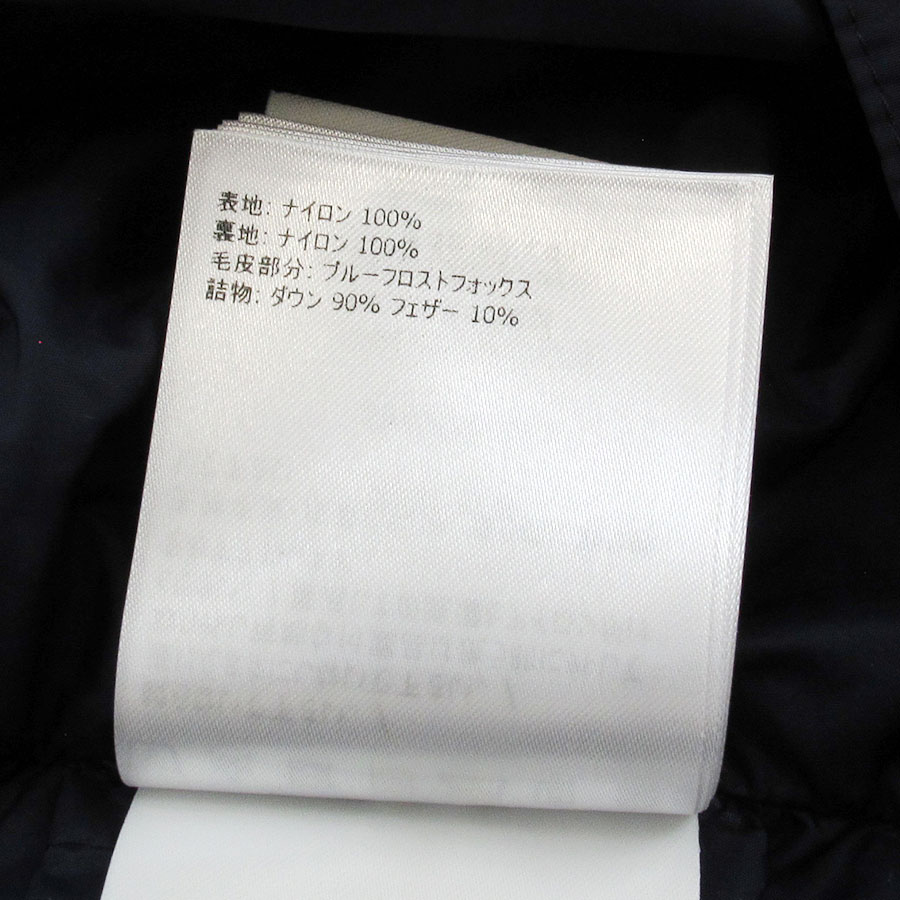 表地: ナイロン 100%
裏地: ナイロン 100%
毛皮部分: ブルーフロストフォックス
詰物: ダウン 90% フェザー 10%